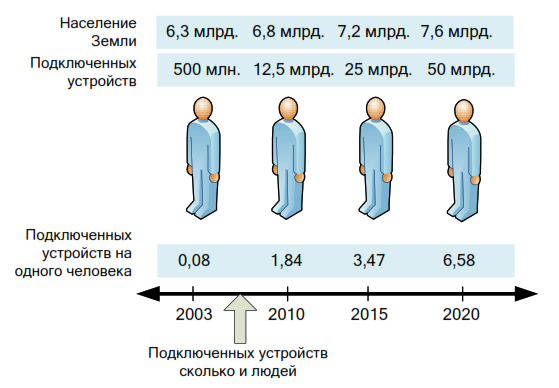 Население
Земли
6,3 млрд. 6,8 млрд. 7,2 млрд. 7,6 млрд.
Подключенных
устройств
500 млн. 12,5 млрд. 25 млрд. 50 млрд.
Подключенных
устройств на
одного человека
0,08 1,84 3,47 6,58
2003 2010 2015 2020
Подключенных устройств
сколько и людей